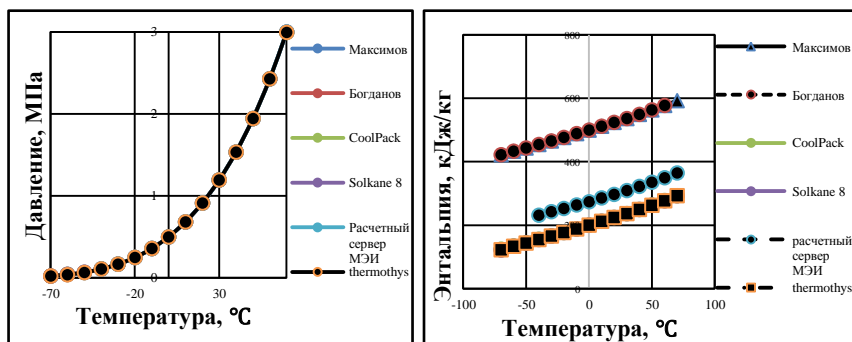 Давление, МПа
3
2
1
0
-70
-20
30
Температура, ℃
Максимов
Богданов
CoolPack
Solkane 8
Расчетный
сервер
МЭИ
thermothys
Энтальпия, кДж/кг
800
600
400
200
0
-100
-50
0
50
100
Температура, ℃
Максимов
Богданов
CoolPack
Solkane 8
расчетный
сервер
МЭИ
thermothys